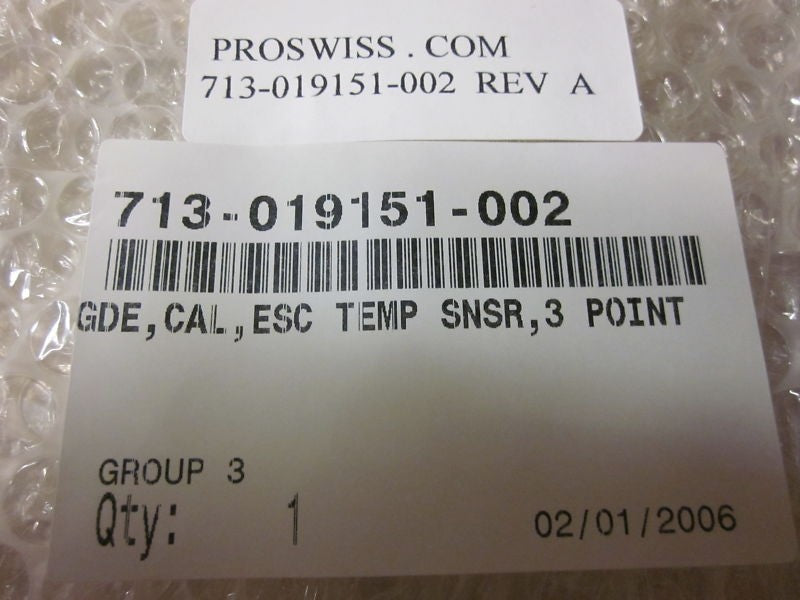 PROSWISS . COM
713-019151-002 REV A
713-019151-002
GDE,CAL,ESC TEMP SNSR,3 POINT
GROUP 3
Qty: 1
02/01/2006